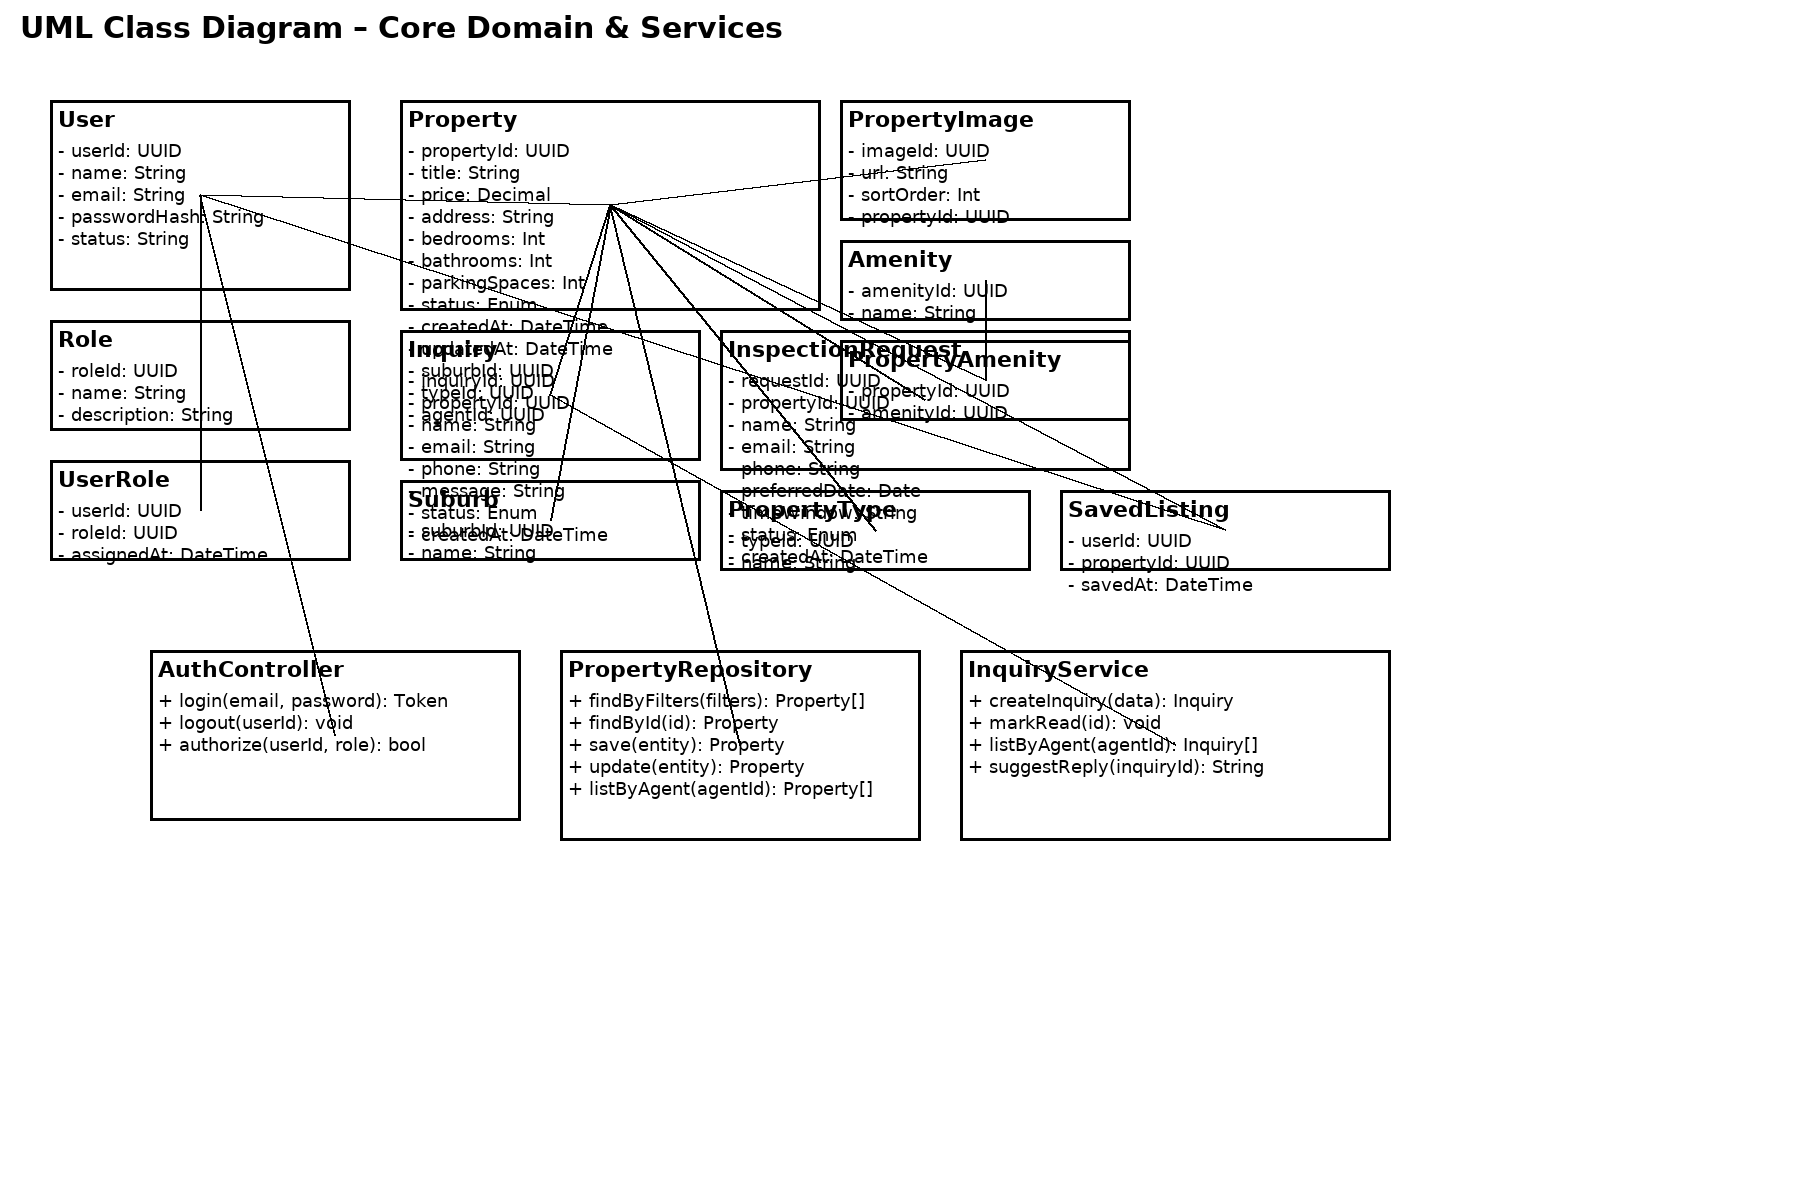 UML Class Diagram – Core Domain & Services
User
- userId: UUID
- name: String
- email: String
- passwordHash: String
- status: String
Property
- propertyId: UUID
- title: String
- price: Decimal
- address: String
- bedrooms: Int
- bathrooms: Int
- parkingSpaces: Int
- status: Enum
- createdAt: DateTime
- updatedAt: DateTime
- suburbId: UUID
- typeId: UUID
- agentId: UUID
PropertyImage
- imageId: UUID
- url: String
- sortOrder: Int
- propertyId: UUID
Amenity
- amenityId: UUID
- name: String
PropertyAmenity
- propertyId: UUID
- amenityId: UUID
Role
- roleId: UUID
- name: String
- description: String
UserRole
- userId: UUID
- roleId: UUID
- assignedAt: DateTime
Inquiry
- inquiryId: UUID
- propertyId: UUID
- name: String
- email: String
- phone: String
- message: String
- status: Enum
- createdAt: DateTime
InspectionRequest
- requestId: UUID
- propertyId: UUID
- name: String
- email: String
- phone: String
- preferredDate: Date
- timeWindow: String
- status: Enum
- createdAt: DateTime
Suburb
- suburbId: UUID
- name: String
PropertyType
- typeId: UUID
- name: String
SavedListing
- userId: UUID
- propertyId: UUID
- savedAt: DateTime
AuthController
+ login(email, password): Token
+ logout(userId): void
+ authorize(userId, role): bool
PropertyRepository
+ findByFilters(filters): Property[]
+ findById(id): Property
+ save(entity): Property
+ update(entity): Property
+ listByAgent(agentId): Property[]
InquiryService
+ createInquiry(data): Inquiry
+ markRead(id): void
+ listByAgent(agentId): Inquiry[]
+ suggestReply(inquiryId): String